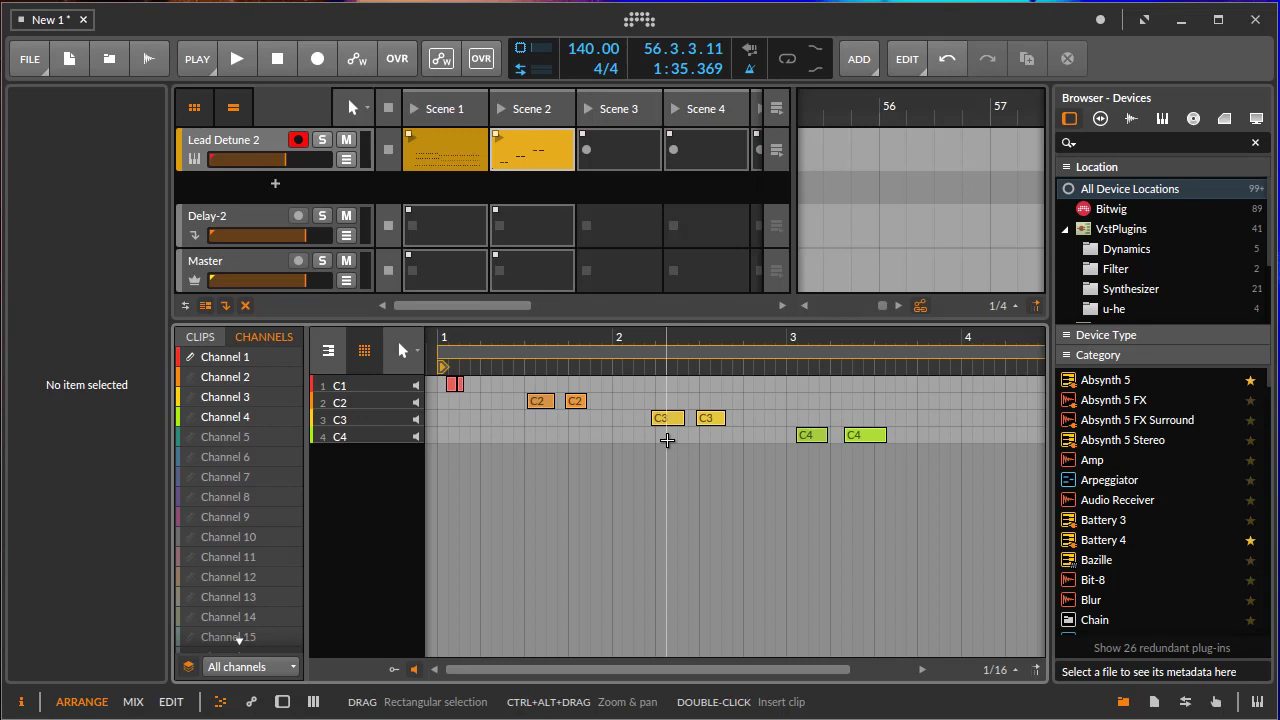 New 1 *
FILE
PLAY
OVR
OVR
140.00
4/4
56.3.3.11
1:35.369
ADD
EDIT
Scene 1
Scene 2
Scene 3
Scene 4
Lead Detune 2
S
M
+
Delay-2
S
M
Master
S
M
1/4
56
57
CLIPS
CHANNELS
Channel 1
Channel 2
Channel 3
Channel 4
Channel 5
Channel 6
Channel 7
Channel 8
Channel 9
Channel 10
Channel 11
Channel 12
Channel 13
Channel 14
Channel 15
All channels
No item selected
1
2
3
4
1 C1
2 C2
3 C3
4 C4
C2
C2
C3
C3
C4
C4
1/16
Browser - Devices
Location
All Device Locations 99+
Bitwig 89
VstPlugins 41
Dynamics 5
Filter 2
Synthesizer 21
u-he 4
Device Type
Category
Absynth 5
Absynth 5 FX
Absynth 5 FX Surround
Absynth 5 Stereo
Amp
Arpeggiator
Audio Receiver
Battery 3
Battery 4
Bazille
Bit-8
Blur
Chain
Show 26 redundant plug-ins
Select a file to see its metadata here
i
ARRANGE
MIX
EDIT
DRAG Rectangular selection
CTRL+ALT+DRAG Zoom & pan
DOUBLE-CLICK Insert clip